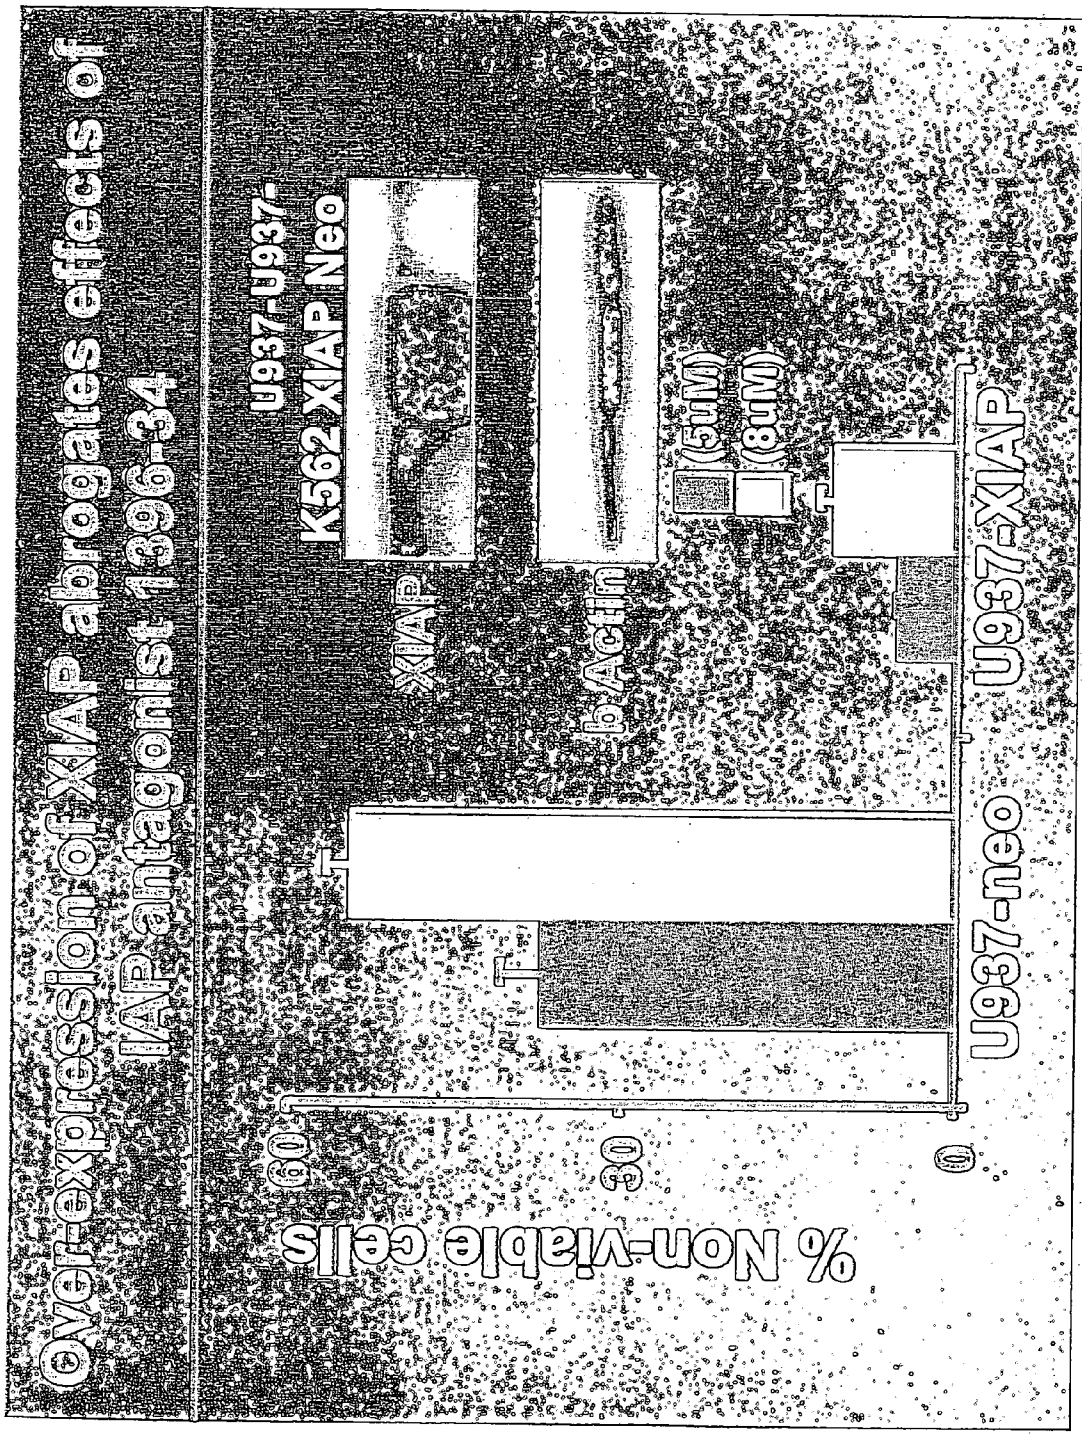 Over-expression of XIAP abrogates effects of
IAP antagonist 1396-34
U937-U937-
K562 XIAP Neo
XIAP
b Actin
(5uM)
(8uM)
% Non-viable cells
60
30
0
U937-neo U937-XIAP